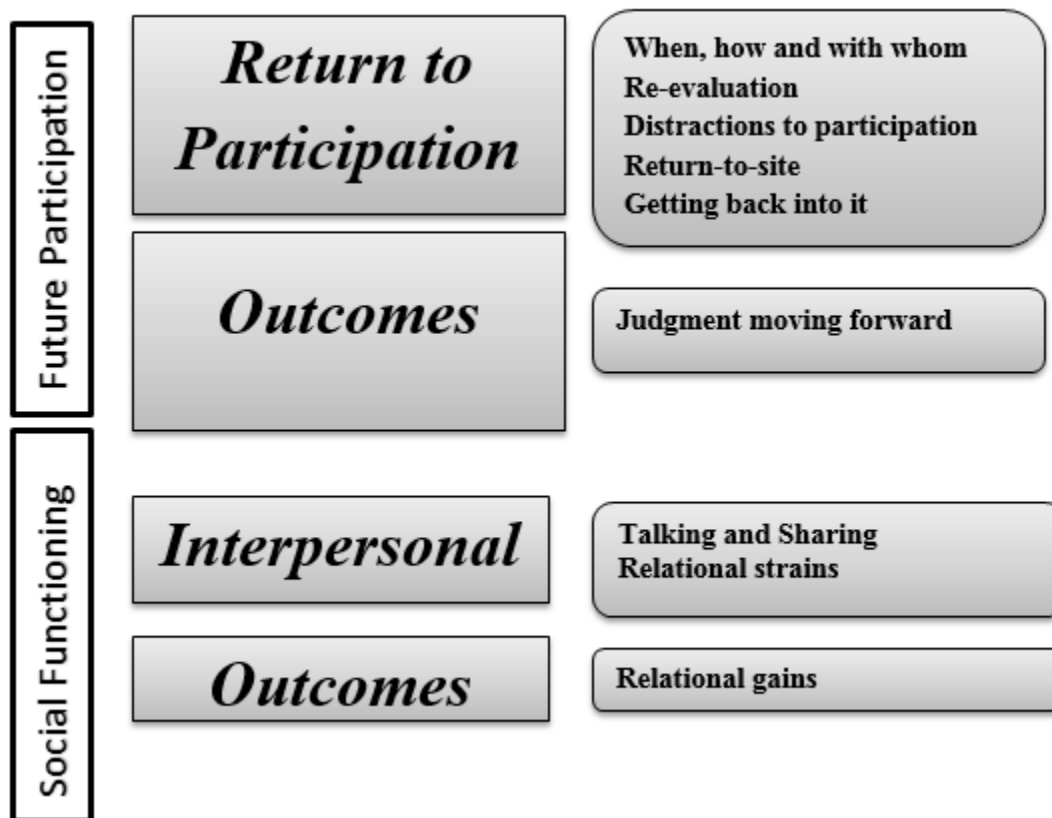 Future Participation
Return to
Participation
When, how and with whom
Re-evaluation
Distractions to participation
Return-to-site
Getting back into it
Outcomes
Judgment moving forward
Social Functioning
Interpersonal
Talking and Sharing
Relational strains
Outcomes
Relational gains